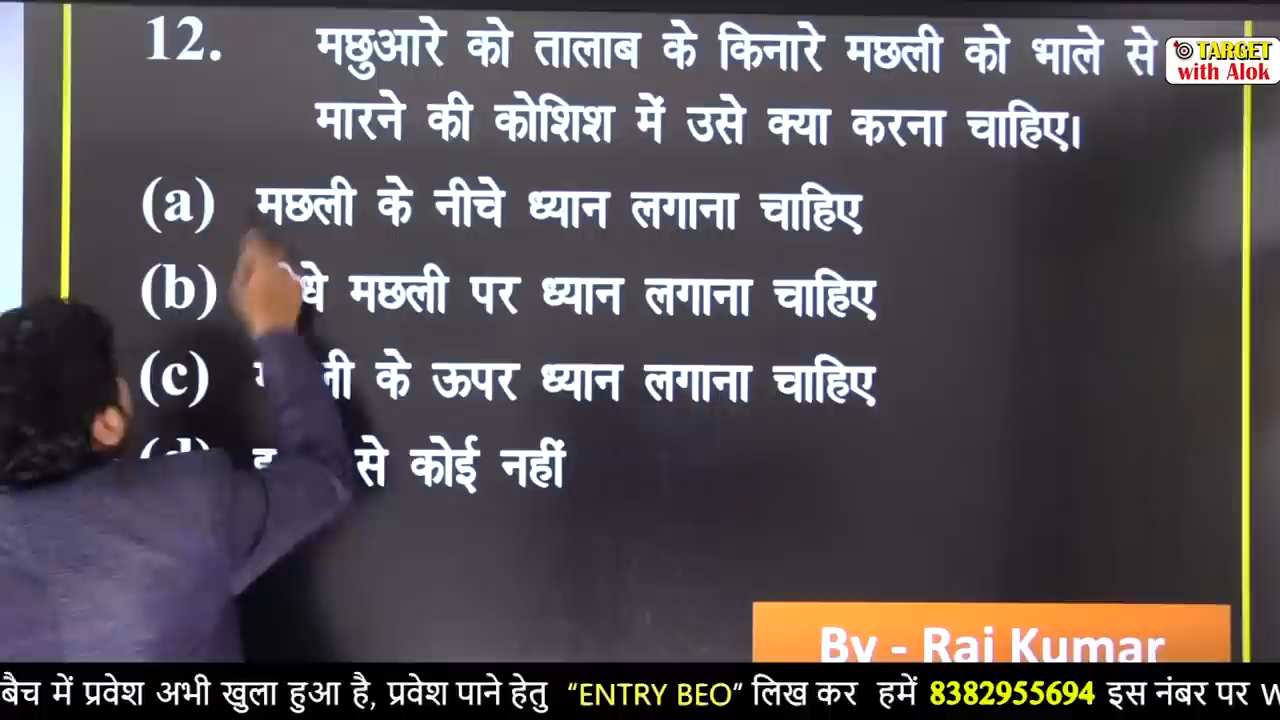 12. मछुआरे को तालाब के किनारे मछली को भाले से
TARGET
with Alok
मारने की कोशिश में उसे क्या करना चाहिए।
(a) मछली के नीचे ध्यान लगाना चाहिए
(b) मछली पर ध्यान लगाना चाहिए
(c) के ऊपर ध्यान लगाना चाहिए
(d) से कोई नहीं
By - Raj Kumar
बैच में प्रवेश अभी खुला हुआ है, प्रवेश पाने हेतु “ENTRY BEO” लिख कर हमें 8382955694 इस नंबर पर